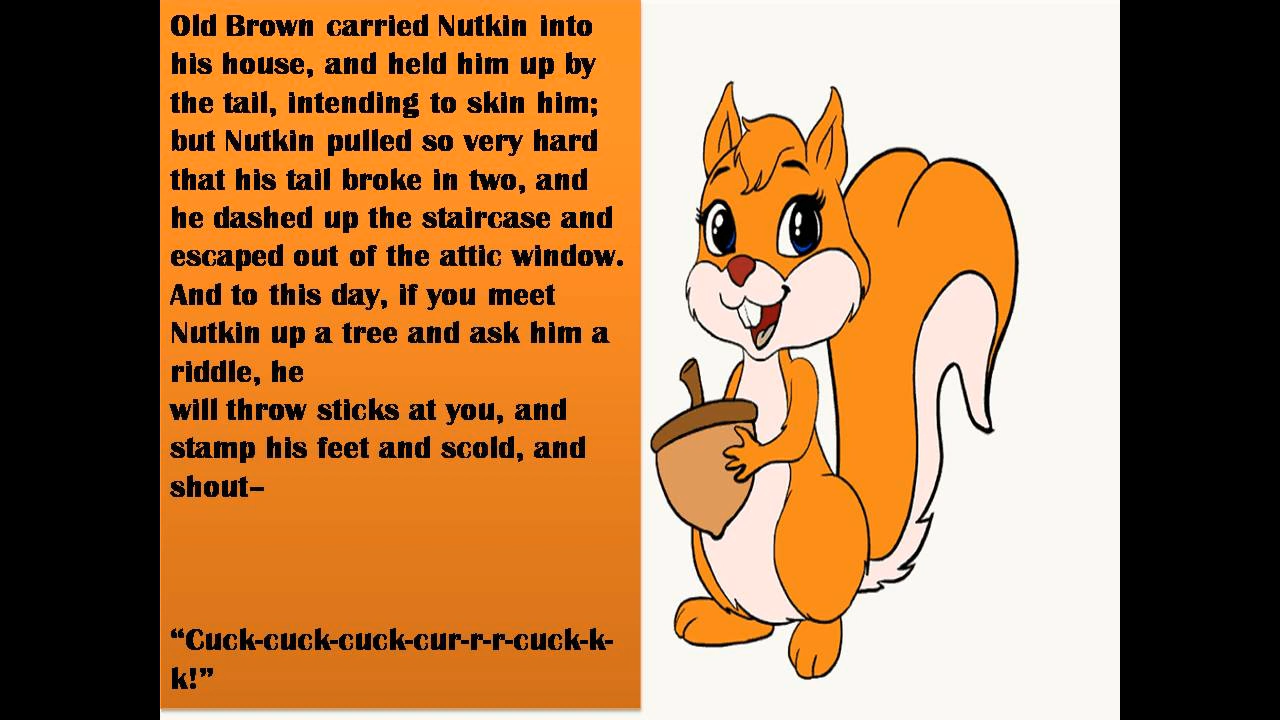 Old Brown carried Nutkin into
his house, and held him up by
the tail, intending to skin him;
but Nutkin pulled so very hard
that his tail broke in two, and
he dashed up the staircase and
escaped out of the attic window.
And to this day, if you meet
Nutkin up a tree and ask him a
riddle, he
will throw sticks at you, and
stamp his feet and scold, and
shout–
“Cuck-cuck-cuck-cur-r-r-cuck-k-
k!”